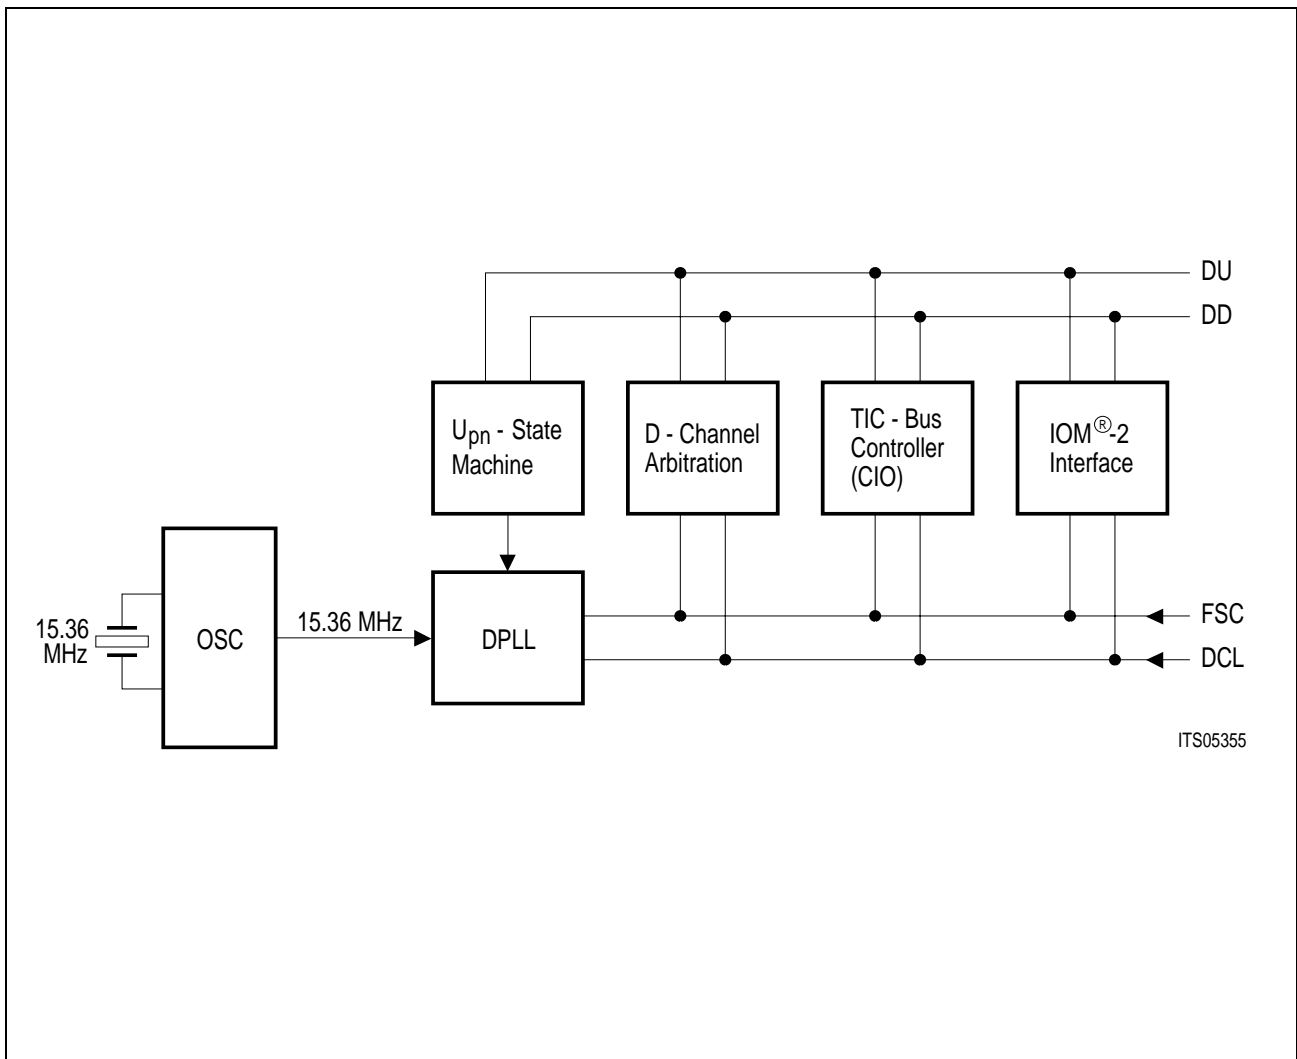 DU
DD
Upn - State
Machine
D - Channel
Arbitration
TIC - Bus
Controller
(CIO)
IOM®-2
Interface
15.36
MHz
OSC
15.36 MHz
DPLL
FSC
DCL
ITS05355